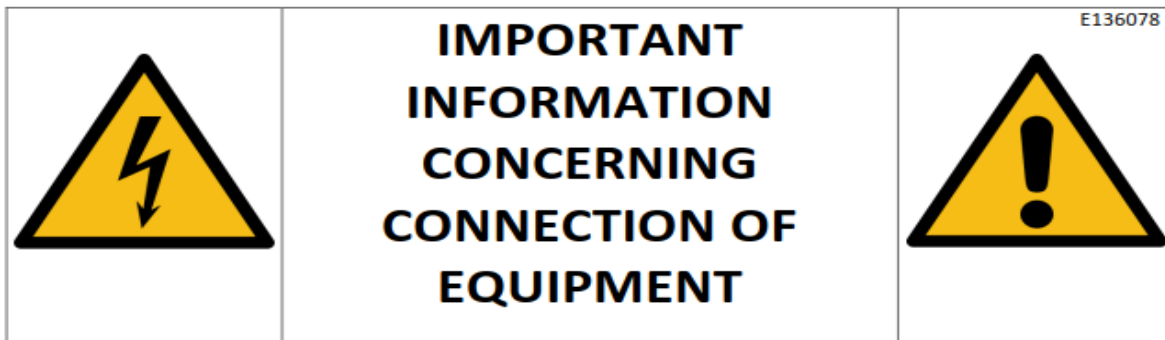 IMPORTANT
INFORMATION
CONCERNING
CONNECTION OF
EQUIPMENT
E136078